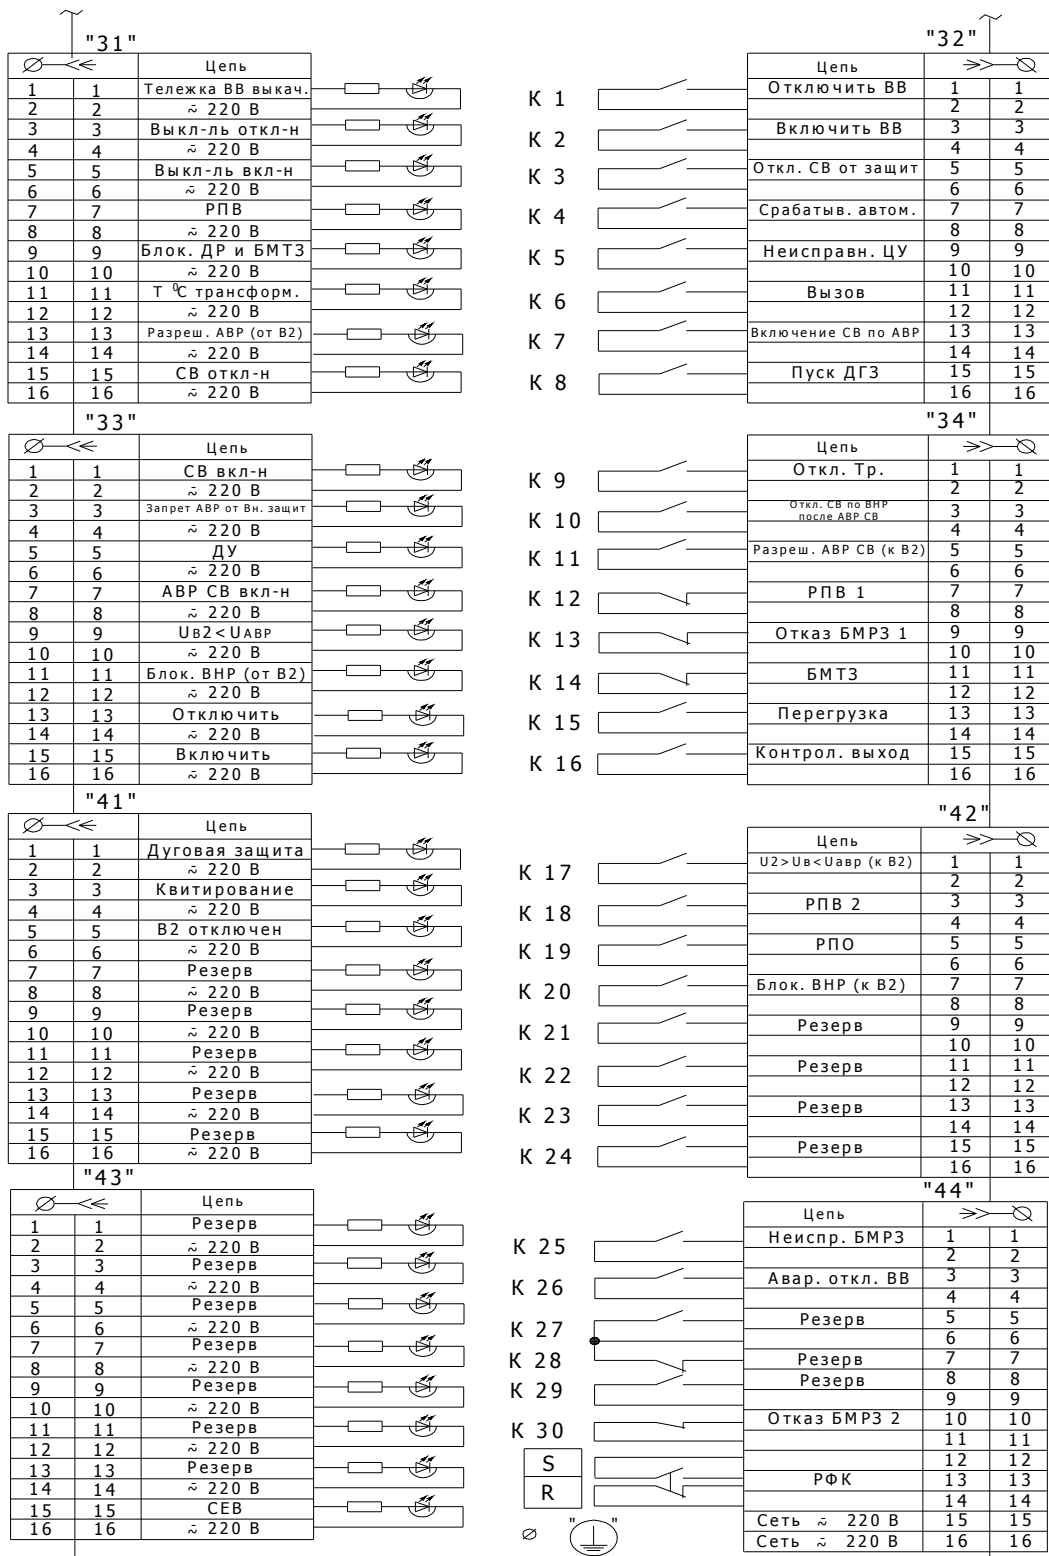 "31"
Цепь
1 1 Тележка ВВ выкач.
2 2 ~ 220 В
3 3 Выкл-ль откл-н
4 4 ~ 220 В
5 5 Выкл-ль вкл-н
6 6 ~ 220 В
7 7 РПВ
8 8 ~ 220 В
9 9 Блок. ДР и БМТЗ
10 10 ~ 220 В
11 11 Т ⁰С трансформ.
12 12 ~ 220 В
13 13 Разреш. АВР (от В2)
14 14 ~ 220 В
15 15 СВ откл-н
16 16 ~ 220 В
"33"
Цепь
1 1 СВ вкл-н
2 2 ~ 220 В
3 3 Запрет АВР от Вн. защит
4 4 ~ 220 В
5 5 ДУ
6 6 ~ 220 В
7 7 АВР СВ вкл-н
8 8 ~ 220 В
9 9 Uв2<UАВР
10 10 ~ 220 В
11 11 Блок. ВНР (от В2)
12 12 ~ 220 В
13 13 Отключить
14 14 ~ 220 В
15 15 Включить
16 16 ~ 220 В
"41"
Цепь
1 1 Дуговая защита
2 2 ~ 220 В
3 3 Квитирование
4 4 ~ 220 В
5 5 В2 отключен
6 6 ~ 220 В
7 7 Резерв
8 8 ~ 220 В
9 9 Резерв
10 10 ~ 220 В
11 11 Резерв
12 12 ~ 220 В
13 13 Резерв
14 14 ~ 220 В
15 15 Резерв
16 16 ~ 220 В
"43"
Цепь
1 1 Резерв
2 2 ~ 220 В
3 3 Резерв
4 4 ~ 220 В
5 5 Резерв
6 6 ~ 220 В
7 7 Резерв
8 8 ~ 220 В
9 9 Резерв
10 10 ~ 220 В
11 11 Резерв
12 12 ~ 220 В
13 13 Резерв
14 14 ~ 220 В
15 15 СЕВ
16 16 ~ 220 В
"32"
Цепь
К 1 Отключить ВВ 1 1
2 2
К 2 Включить ВВ 3 3
4 4
К 3 Откл. СВ от защит 5 5
6 6
К 4 Срабатыв. автом. 7 7
8 8
К 5 Неисправн. ЦУ 9 9
10 10
К 6 Вызов 11 11
12 12
К 7 Включение СВ по АВР 13 13
14 14
К 8 Пуск ДГЗ 15 15
16 16
"34"
Цепь
К 9 Откл. Тр. 1 1
2 2
К 10 Откл. СВ по ВНР
после АВР СВ 3 3
4 4
К 11 Разреш. АВР СВ (к В2) 5 5
6 6
К 12 РПВ 1 7 7
8 8
К 13 Отказ БМРЗ 1 9 9
10 10
К 14 БМТЗ 11 11
12 12
К 15 Перегрузка 13 13
14 14
К 16 Контрол. выход 15 15
16 16
"42"
Цепь
К 17 U2>Uв<Uавр (к В2) 1 1
2 2
К 18 РПВ 2 3 3
4 4
К 19 РПО 5 5
6 6
К 20 Блок. ВНР (к В2) 7 7
8 8
К 21 Резерв 9 9
10 10
К 22 Резерв 11 11
12 12
К 23 Резерв 13 13
14 14
К 24 Резерв 15 15
16 16
"44"
Цепь
К 25 Неиспр. БМРЗ 1 1
2 2
К 26 Авар. откл. ВВ 3 3
4 4
К 27 Резерв 5 5
6 6
К 28 Резерв 7 7
К 29 Резерв 8 8
9 9
К 30 Отказ БМРЗ 2 10 10
11 11
S 12 12
R РФК 13 13
14 14
Сеть ~ 220 В 15 15
Сеть ~ 220 В 16 16
" "